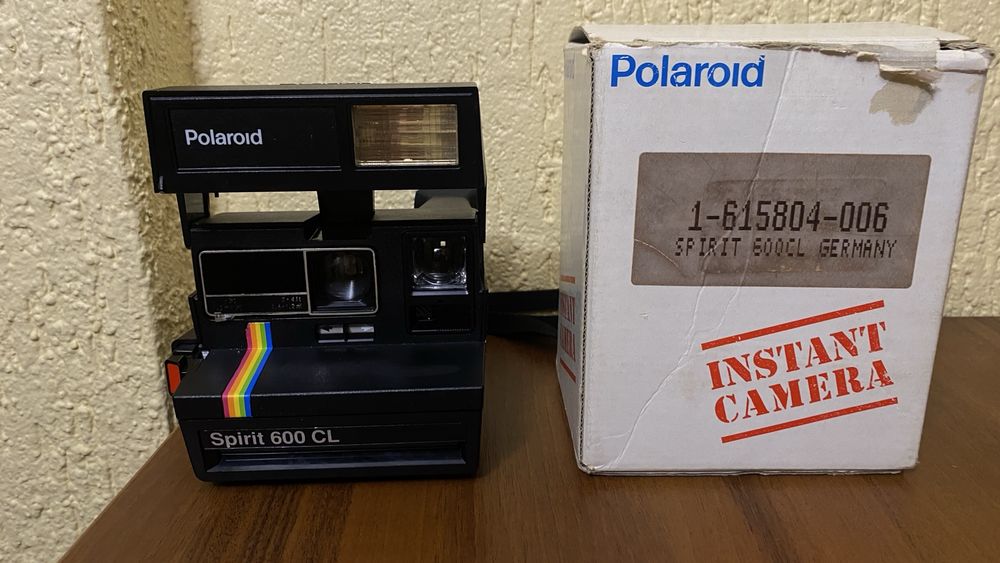 Polaroid
Spirit 600 CL
Polaroid
1-615804-006
SPIRIT 600CL GERMANY
INSTANT
CAMERA